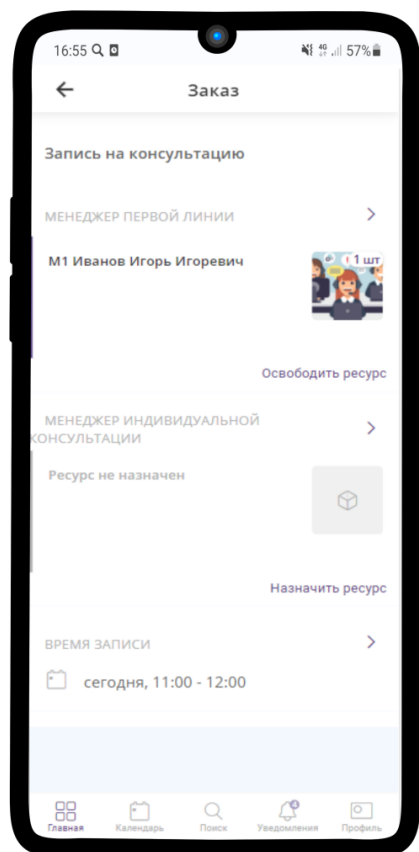 16:55
4G
57%
Заказ
Запись на консультацию
МЕНЕДЖЕР ПЕРВОЙ ЛИНИИ
М1 Иванов Игорь Игоревич
1 шт
Освободить ресурс
МЕНЕДЖЕР ИНДИВИДУАЛЬНОЙ
КОНСУЛЬТАЦИИ
Ресурс не назначен
Назначить ресурс
ВРЕМЯ ЗАПИСИ
сегодня, 11:00 - 12:00
4
Главная
Календарь
Поиск
Уведомления
Профиль